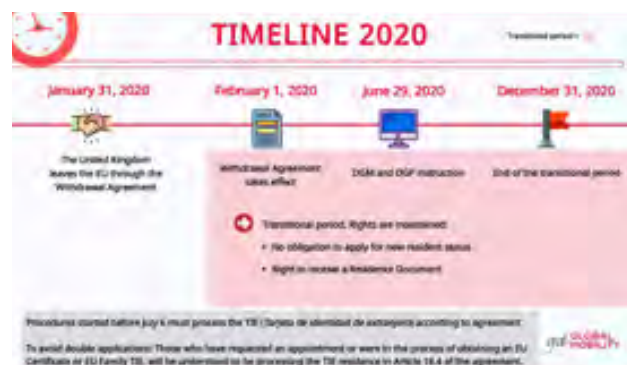 TIMELINE 2020
Transitional period
January 31, 2020
February 1, 2020
June 29, 2020
December 31, 2020
The United Kingdom
leaves the EU through the
Withdrawal Agreement
Withdrawal Agreement
takes effect
DGM and DGP instruction
End of the transitional period
Transitional period. Rights are maintained:
• No obligation to apply for new resident status
• Right to receive a Residence Document
Procedures started before July 6 must process the TIE (Tarjeta de identidad de extranjero) according to agreement
To avoid double applications: Those who have requested an appointment or were in the process of obtaining an EU
Certificate or EU Family TIE, will be understood to be processing the TIE residence in Article 18.4 of the agreement.
GLOBAL
MOBILITY